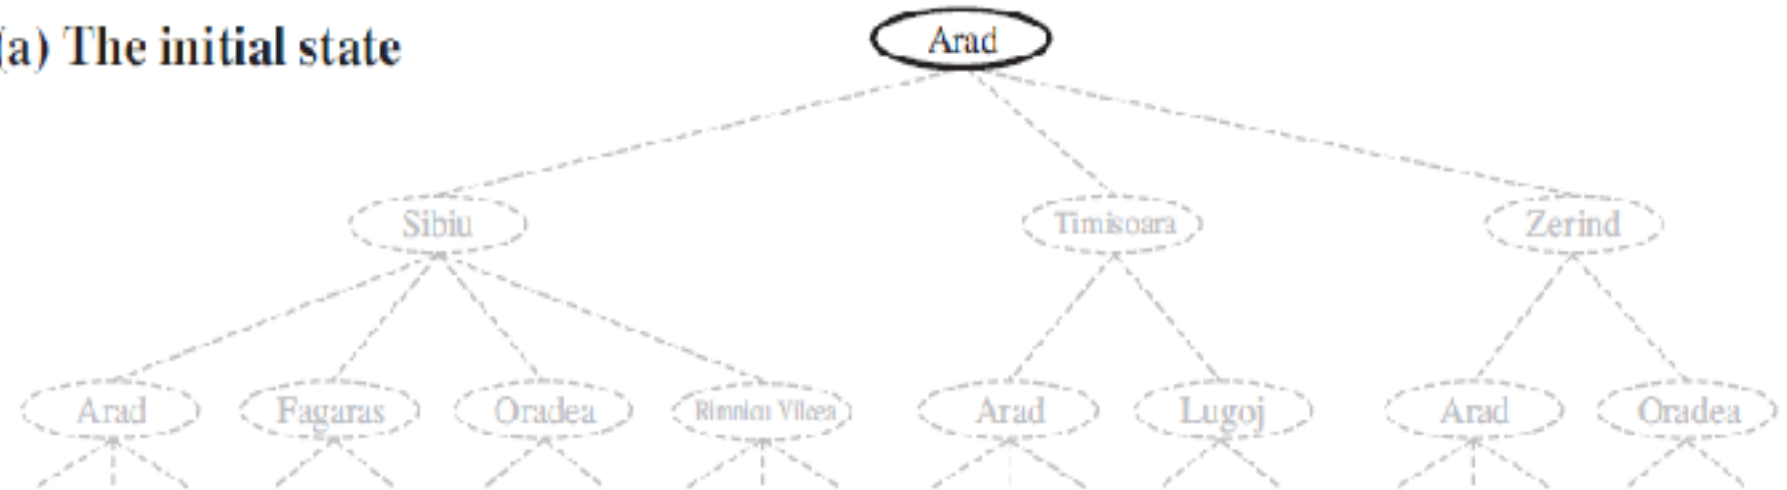 (a) The initial state
Arad
Sibiu
Timisoara
Zerind
Arad
Fagaras
Oradea
Rimnicu Vilcea
Arad
Lugoj
Arad
Oradea